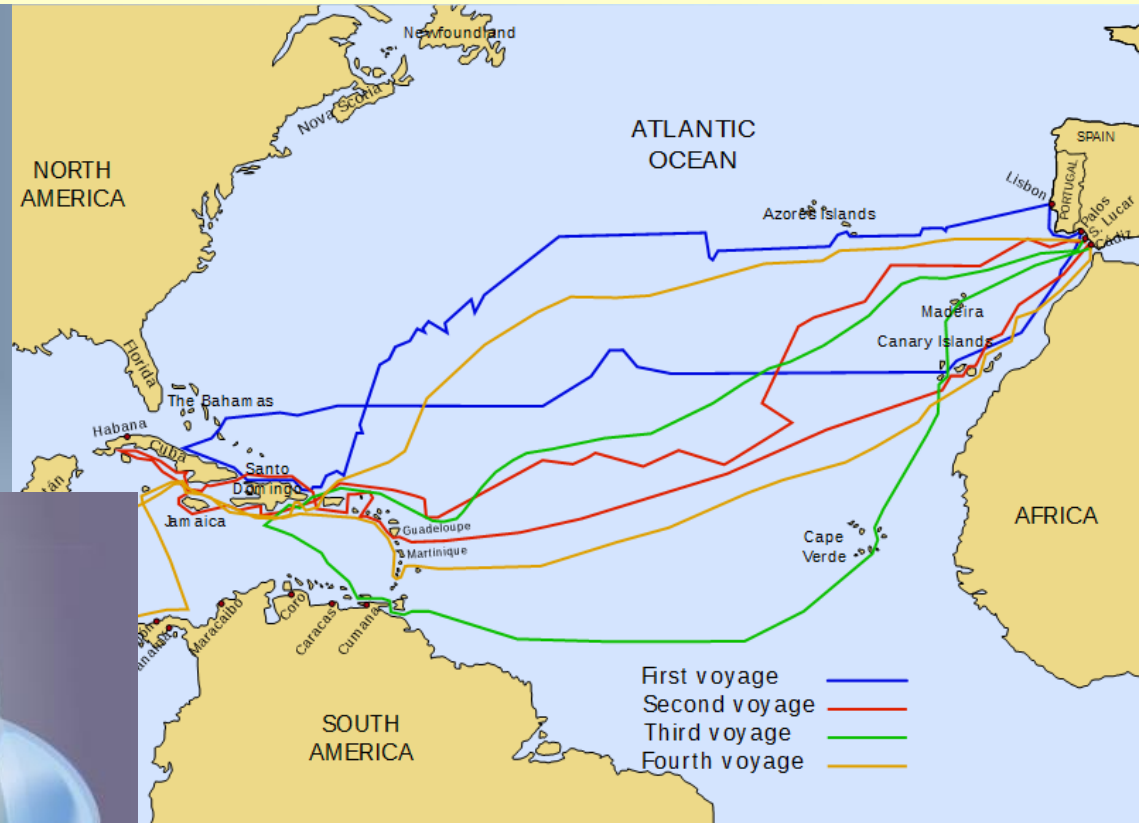 Newfoundland
Nova Scotia
ATLANTIC
OCEAN
NORTH
AMERICA
SPAIN
PORTUGAL
Lisbon
Palos
S. Lucar
Cádiz
Azores Islands
Madeira
Canary Islands
Florida
The Bahamas
Habana
Cuba
Santo
Domingo
Jamaica
Guadeloupe
Martinique
Cape
Verde
AFRICA
Maracaibo
Coro
Caracas
Cumana
SOUTH
AMERICA
First voyage
Second voyage
Third voyage
Fourth voyage